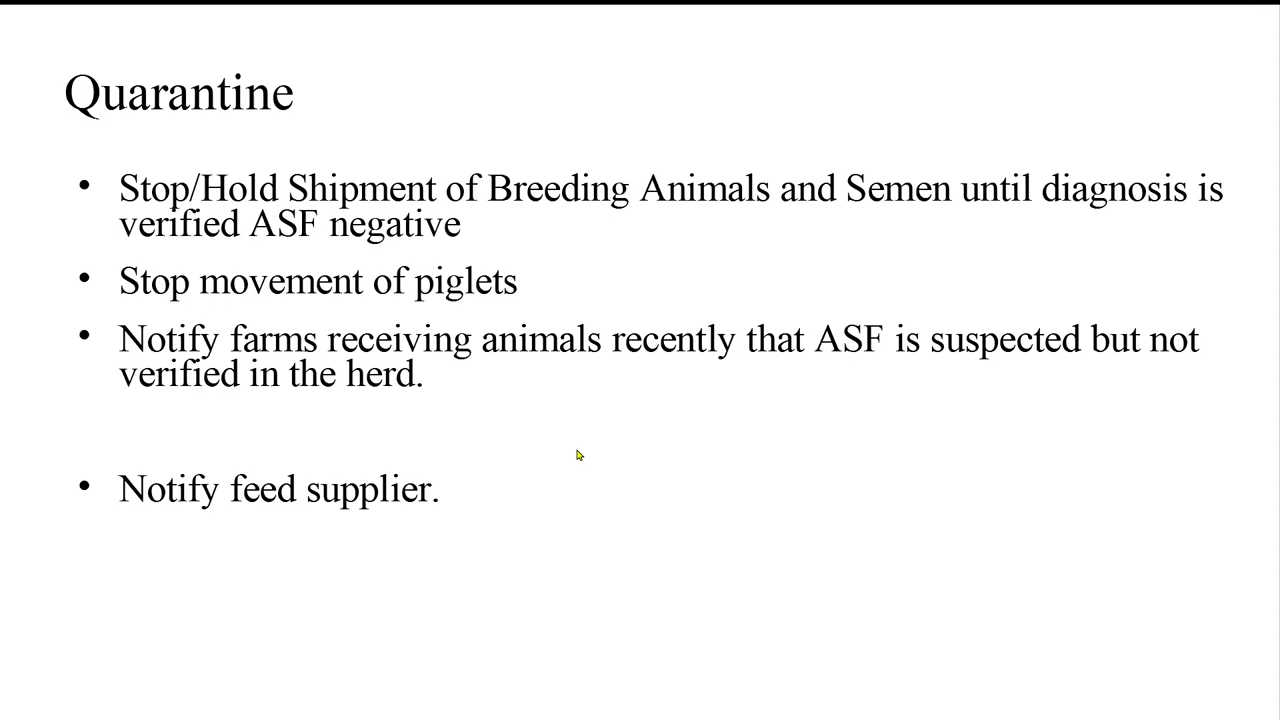 Quarantine
• Stop/Hold Shipment of Breeding Animals and Semen until diagnosis is
verified ASF negative
• Stop movement of piglets
• Notify farms receiving animals recently that ASF is suspected but not
verified in the herd.
• Notify feed supplier.